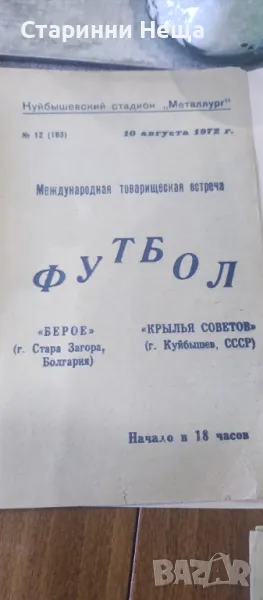 Старинни Неща
Куйбышевский стадион „Металлург"
№ 12 (183) 10 августа 1972 г.
Международная товарищеская встреча
ФУТБОЛ
«БЕРОЕ» «КРЫЛЬЯ СОВЕТОВ»
(г. Стара Загора, (г. Куйбышев, СССР)
Болгария)
Начало в 18 часов
BAZAR